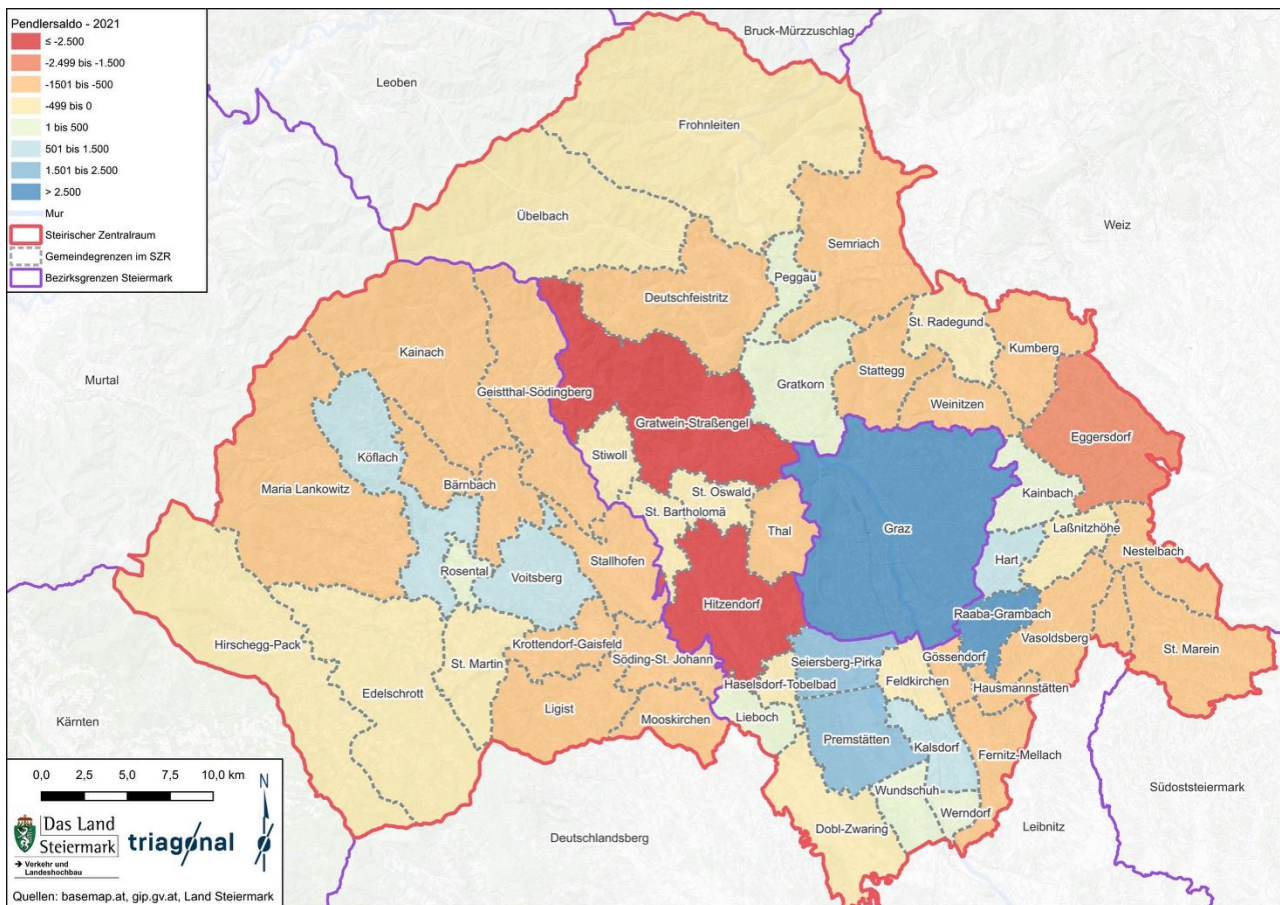 Pendlersaldo - 2021
≤ -2.500
-2.499 bis -1.500
-1501 bis -500
-499 bis 0
1 bis 500
501 bis 1.500
1.501 bis 2.500
> 2.500
Mur
Steirischer Zentralraum
Gemeindegrenzen im SZR
Bezirksgrenzen Steiermark
Bruck-Mürzzuschlag
Leoben
Frohnleiten
Übelbach
Weiz
Semriach
Peggau
Deutschfeistritz
St. Radegund
Kumberg
Kainach
Murtal
Stattegg
Gratkorn
Geistthal-Södingberg
Weinitzen
Gratwein-Straßengel
Eggersdorf
Stiwoll
Köflach
Bärnbach
Maria Lankowitz
St. Oswald
Kainbach
St. Bartholomä
Graz
Thal
Laßnitzhöhe
Nestelbach
Hart
Stallhofen
Rosental
Voitsberg
Hitzendorf
Raaba-Grambach
Vasoldsberg
Hirschegg-Pack
Krottendorf-Gaisfeld
St. Marein
Gössendorf
Söding-St. Johann
Seiersberg-Pirka
St. Martin
Feldkirchen
Haselsdorf-Tobelbad
Hausmannstätten
Edelschrott
Ligist
Lieboch
Mooskirchen
Kärnten
Premstätten
Kalsdorf
Fernitz-Mellach
Wundschuh
Südoststeiermark
Werndorf
Dobl-Zwaring
Leibnitz
Deutschlandsberg
0,0 2,5 5,0 7,5 10,0 km
N
Das Land
Steiermark
→ Verkehr und
Landeshochbau
triagonal
Quellen: basemap.at, gip.gv.at, Land Steiermark